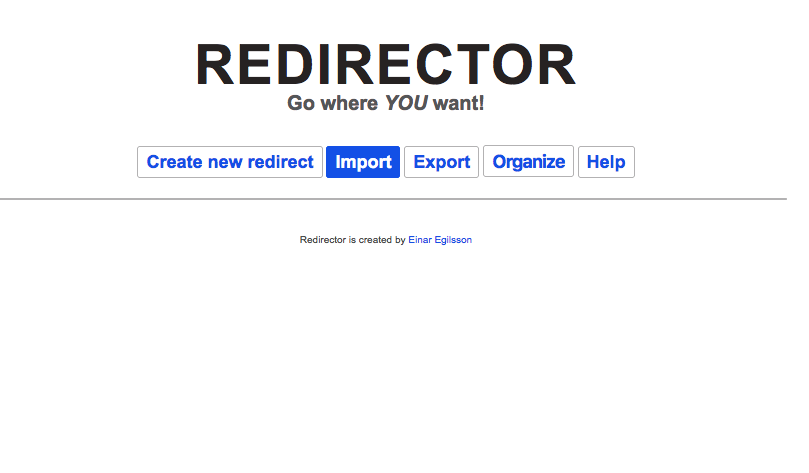 REDIRECTOR
Go where YOU want!
Create new redirect Import Export Organize Help
Redirector is created by Einar Egilsson